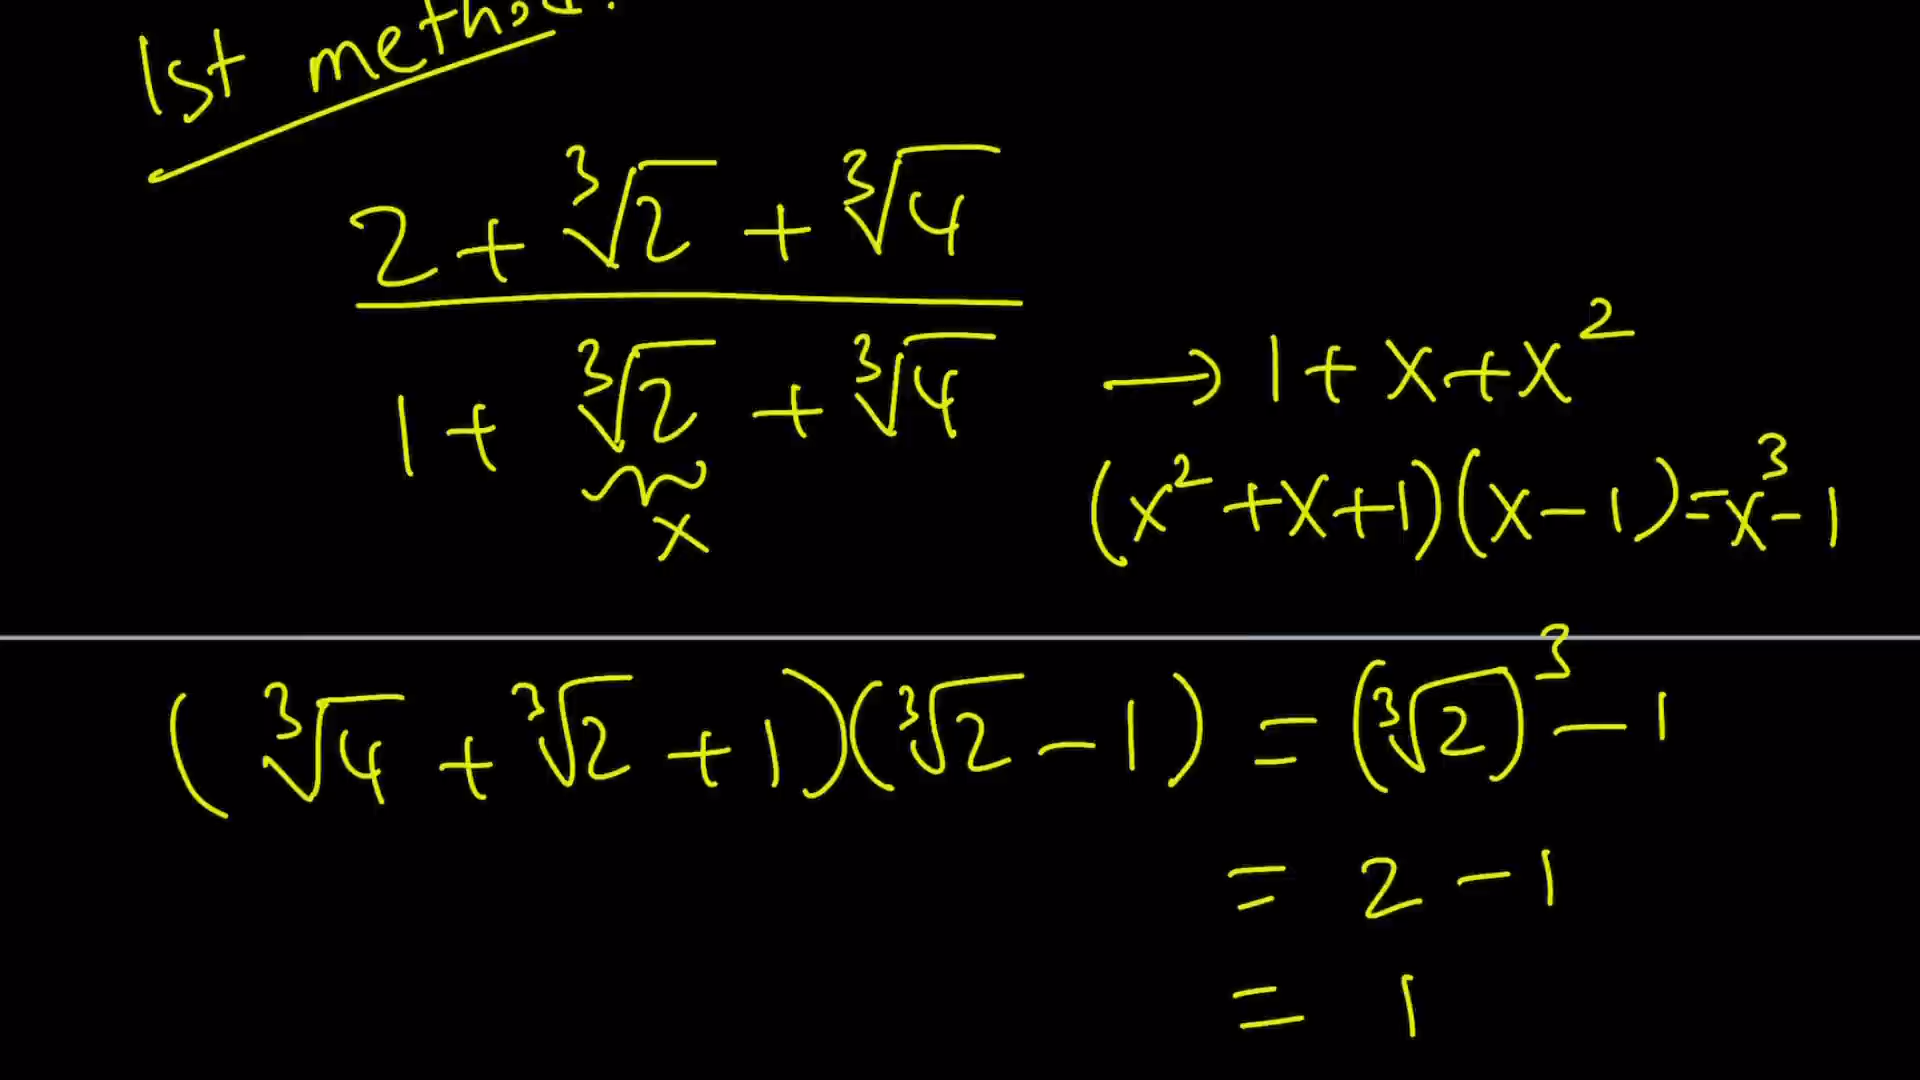 1st method:
2 + ∛2 + ∛4
1 + ∛2 + ∛4 → 1 + x + x²
x
(x² + x + 1)(x - 1) = x³ - 1
(∛4 + ∛2 + 1)(∛2 - 1) = (∛2)³ - 1
= 2 - 1
= 1